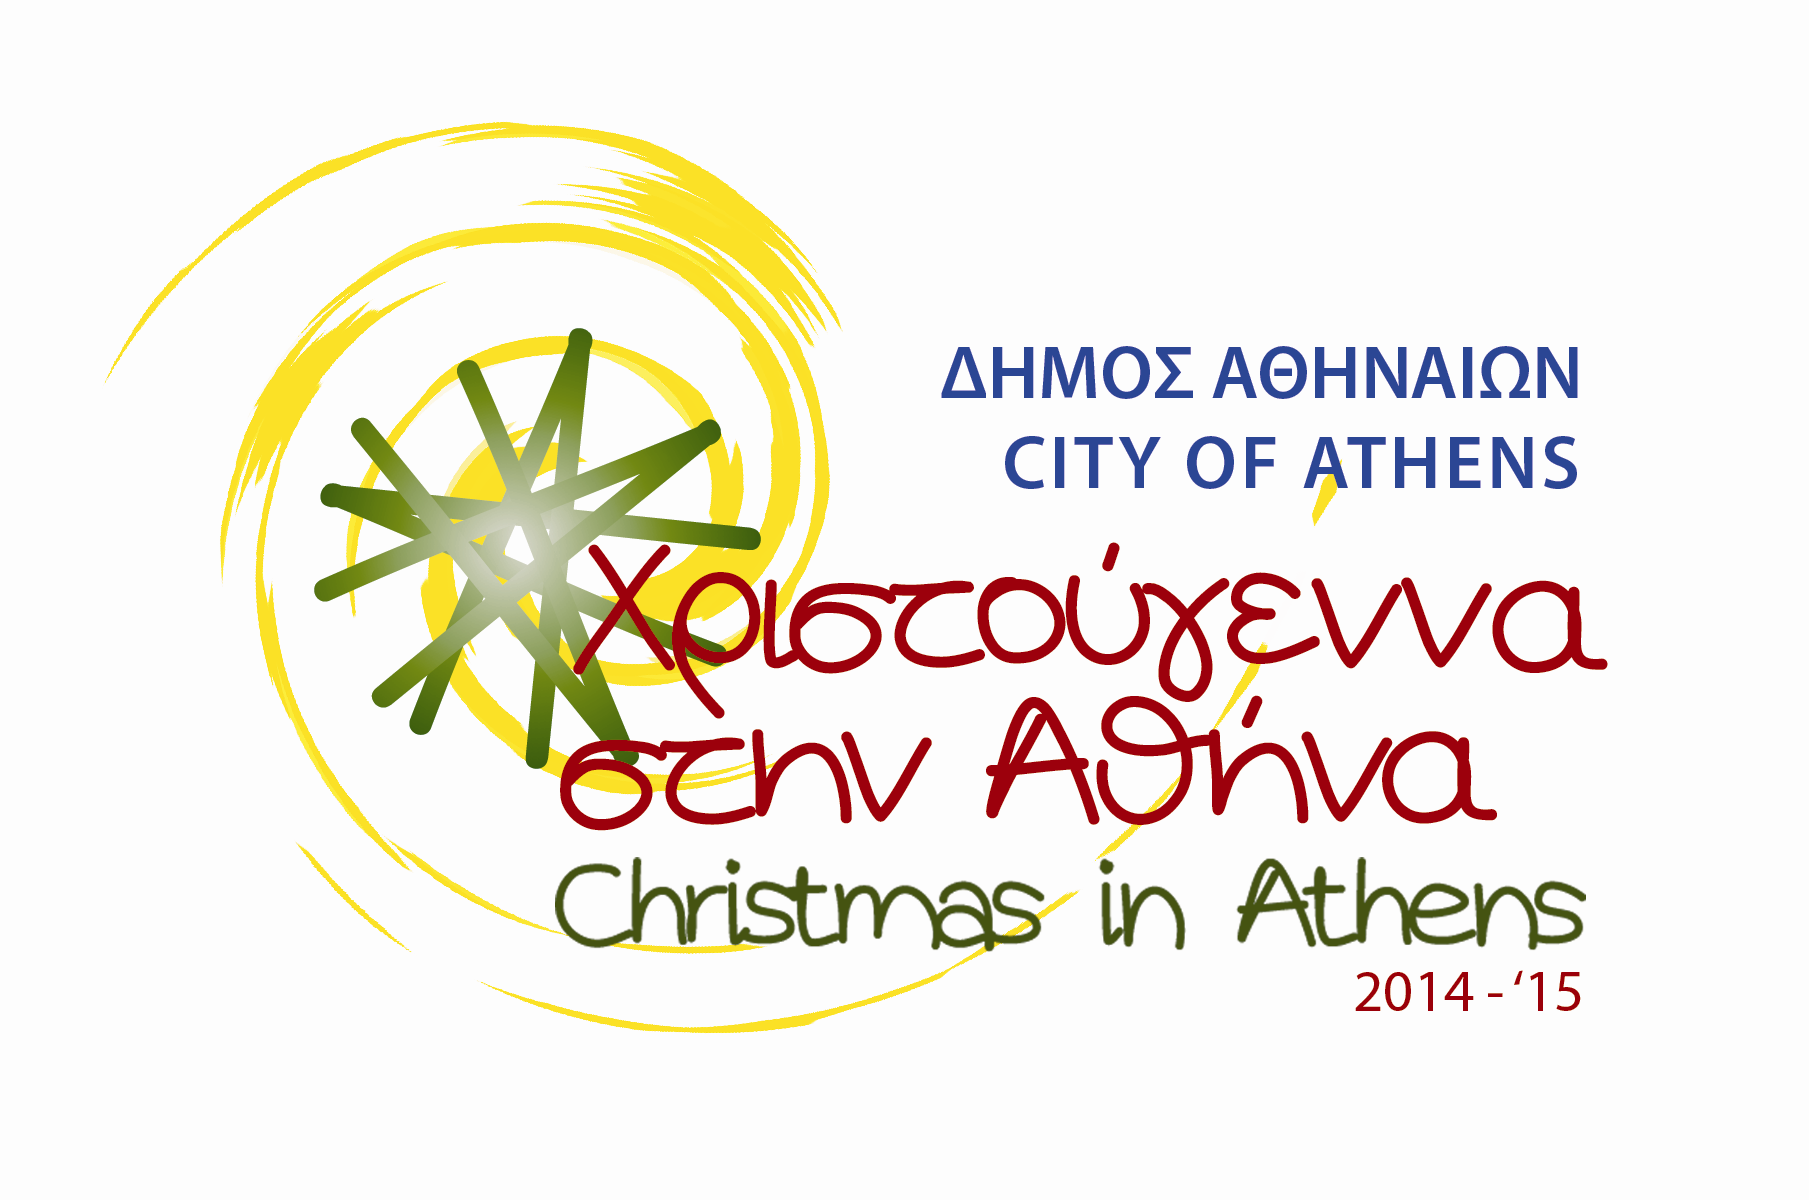 ΔΗΜΟΣ ΑΘΗΝΑΙΩΝ
CITY OF ATHENS
Χριστούγεννα
στην Αθήνα
Christmas in Athens
2014 - ‘15